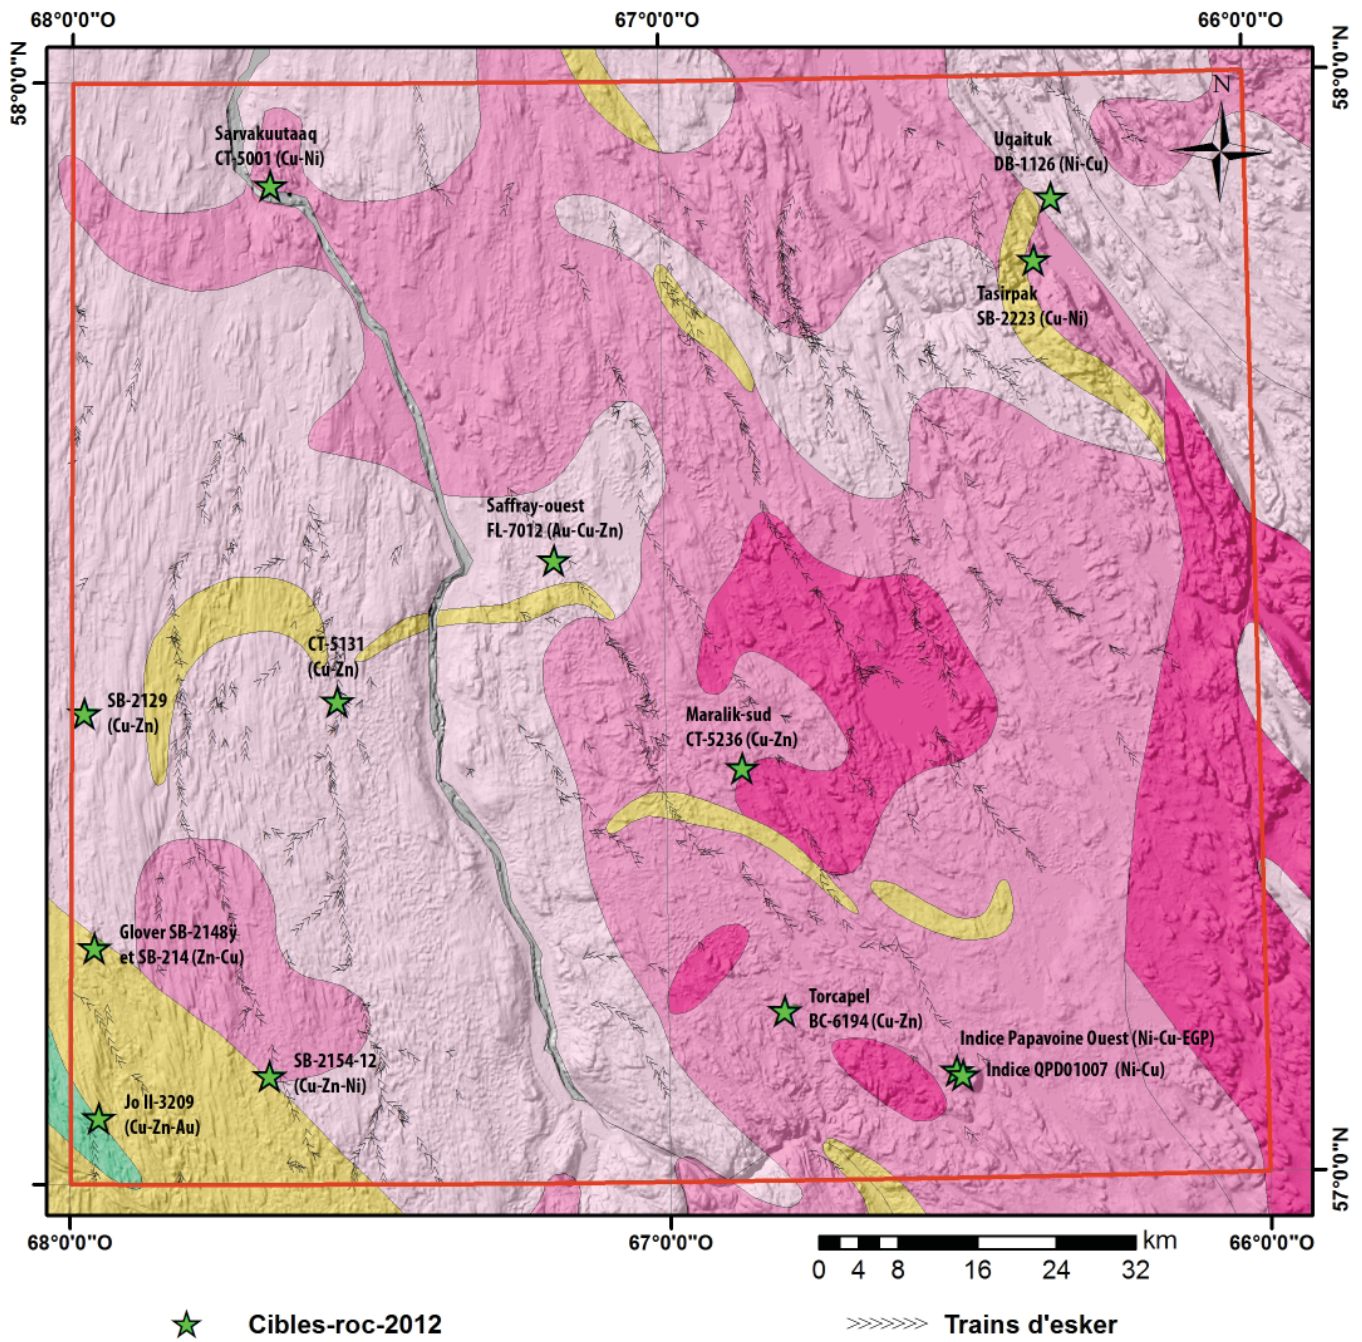 68°0'0"O 67°0'0"O 66°0'0"O
58°0'0"N
58°0'0"N
N
Sarvakuutaaq
CT-5001 (Cu-Ni)
Uqaituk
DB-1126 (Ni-Cu)
Tasirpak
SB-2223 (Cu-Ni)
Saffray-ouest
FL-7012 (Au-Cu-Zn)
CT-5131
(Cu-Zn)
SB-2129
(Cu-Zn)
Maralik-sud
CT-5236 (Cu-Zn)
Glover SB-2148ÿ
et SB-214 (Zn-Cu)
Torcapel
BC-6194 (Cu-Zn)
Indice Papavoine Ouest (Ni-Cu-EGP)
Indice QPD01007 (Ni-Cu)
SB-2154-12
(Cu-Zn-Ni)
Jo II-3209
(Cu-Zn-Au)
57°0'0"N
68°0'0"O 67°0'0"O 66°0'0"O
km
0 4 8 16 24 32
Cibles-roc-2012
Trains d'esker